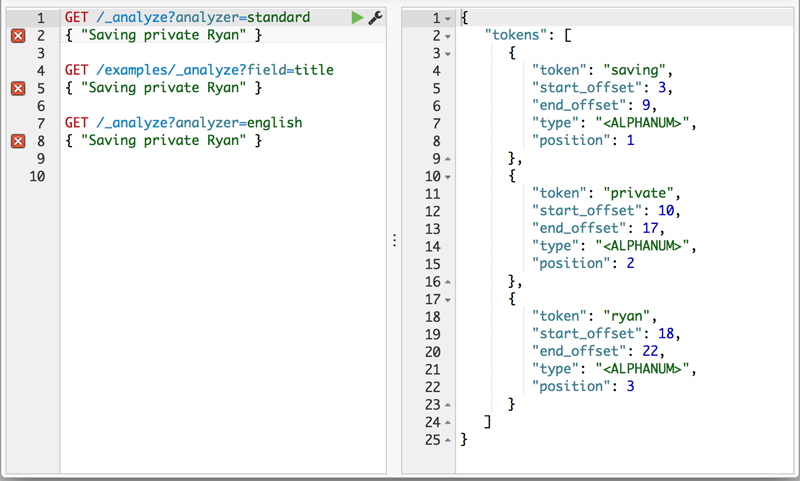 1 GET /_analyze?analyzer=standard
2 { "Saving private Ryan" }
3
4 GET /examples/_analyze?field=title
5 { "Saving private Ryan" }
6
7 GET /_analyze?analyzer=english
8 { "Saving private Ryan" }
9
10
1 {
2 "tokens": [
3 {
4 "token": "saving",
5 "start_offset": 3,
6 "end_offset": 9,
7 "type": "<ALPHANUM>",
8 "position": 1
9 },
10 {
11 "token": "private",
12 "start_offset": 10,
13 "end_offset": 17,
14 "type": "<ALPHANUM>",
15 "position": 2
16 },
17 {
18 "token": "ryan",
19 "start_offset": 18,
20 "end_offset": 22,
21 "type": "<ALPHANUM>",
22 "position": 3
23 }
24 ]
25 }